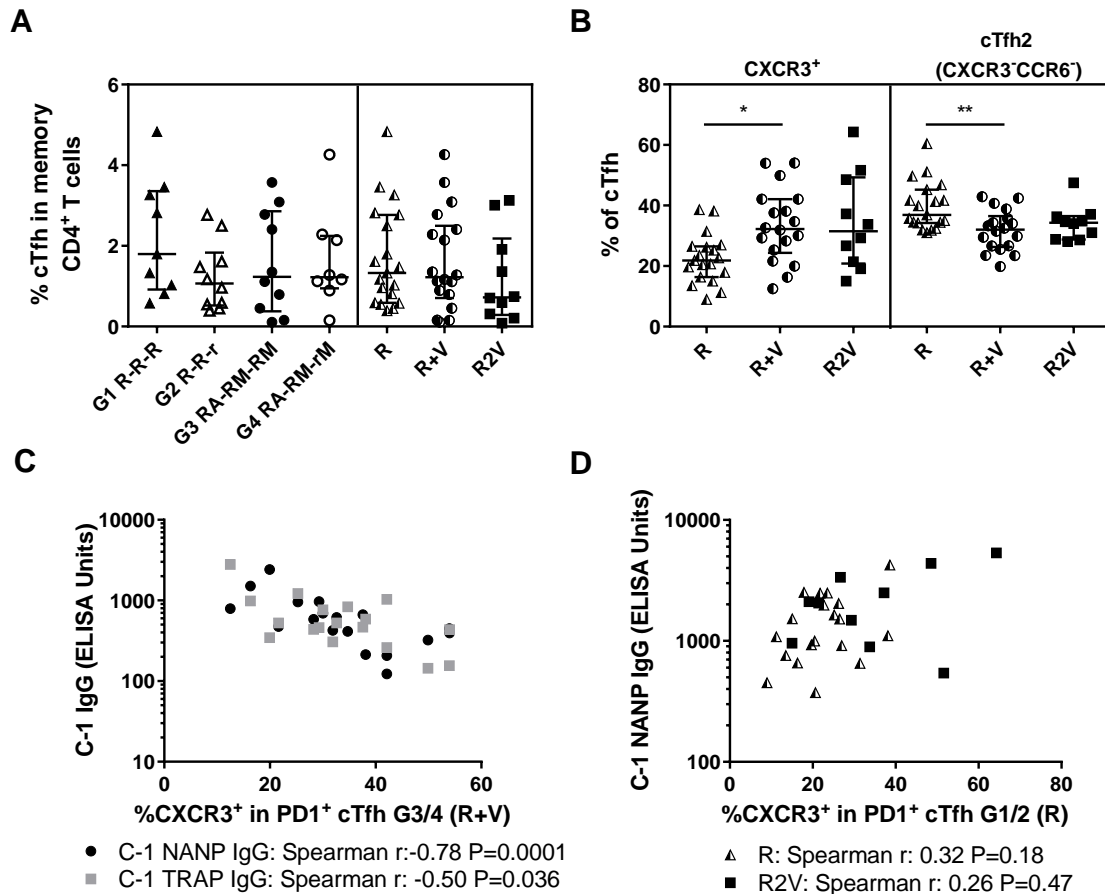 A
% cTfh in memory
CD4⁺ T cells
6
4
2
0
G1 R-R-R
G2 R-R-r
G3 RA-RM-RM
G4 RA-RM-rM
R
R+V
R2V
B
CXCR3⁺
cTfh2
(CXCR3⁻CCR6⁻)
% of cTfh
80
60
40
20
0
*
**
R
R+V
R2V
R
R+V
R2V
C
C-1 IgG (ELISA Units)
10000
1000
100
10
0
20
40
60
%CXCR3⁺ in PD1⁺ cTfh G3/4 (R+V)
C-1 NANP IgG: Spearman r:-0.78 P=0.0001
C-1 TRAP IgG: Spearman r: -0.50 P=0.036
D
C-1 NANP IgG (ELISA Units)
10000
1000
100
0
20
40
60
80
%CXCR3⁺ in PD1⁺ cTfh G1/2 (R)
R: Spearman r: 0.32 P=0.18
R2V: Spearman r: 0.26 P=0.47